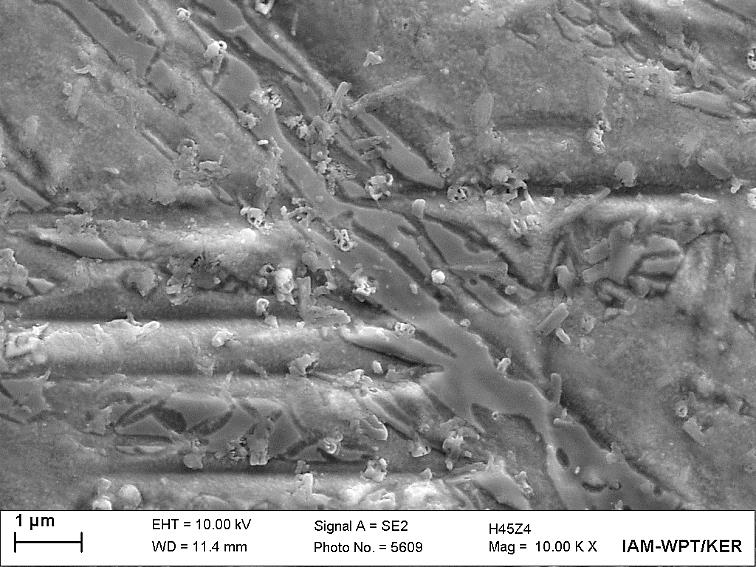 1 µm
EHT = 10.00 kV
WD = 11.4 mm
Signal A = SE2
Photo No. = 5609
H45Z4
Mag = 10.00 K X
IAM-WPT/KER